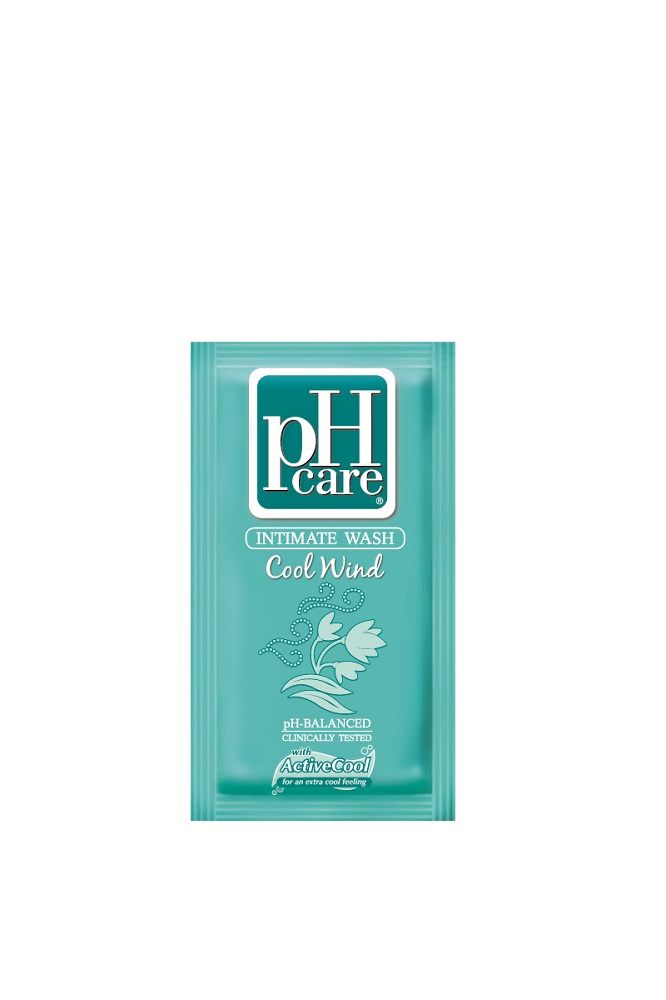 pH
care
®
INTIMATE WASH
Cool Wind
pH-BALANCED
CLINICALLY TESTED
with
ActiveCool
for an extra cool feeling